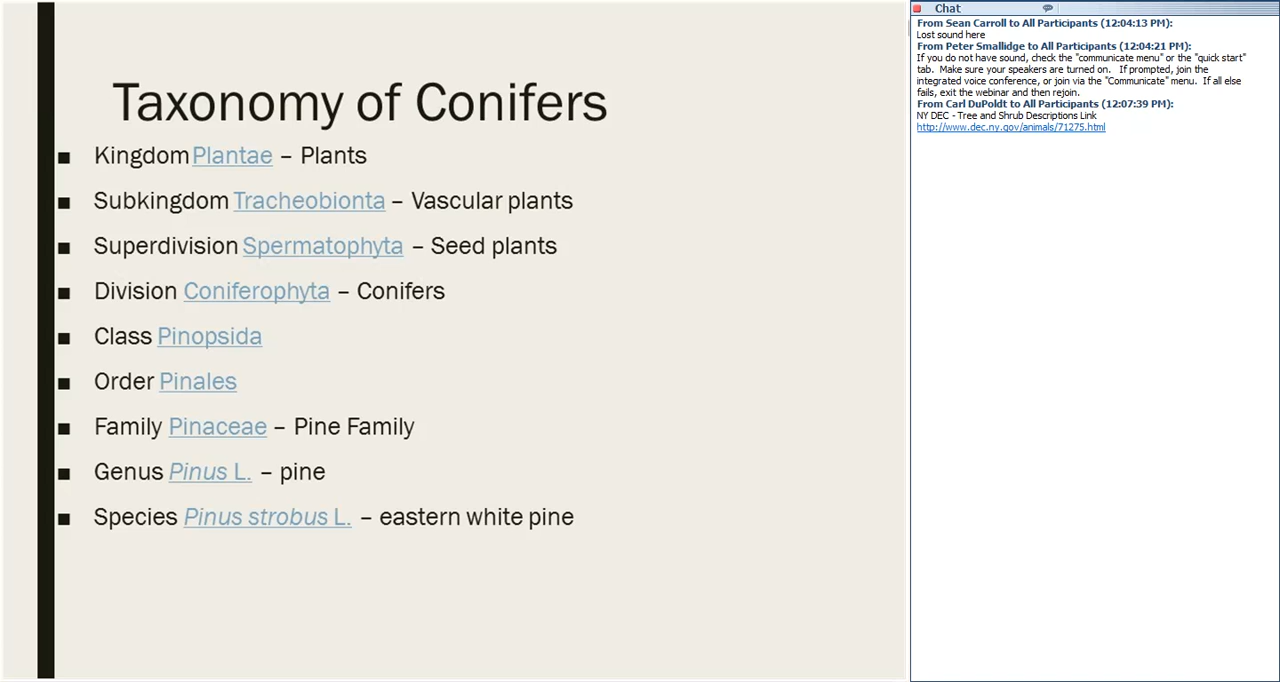 Taxonomy of Conifers
■ Kingdom Plantae – Plants
■ Subkingdom Tracheobionta – Vascular plants
■ Superdivision Spermatophyta – Seed plants
■ Division Coniferophyta – Conifers
■ Class Pinopsida
■ Order Pinales
■ Family Pinaceae – Pine Family
■ Genus Pinus L. – pine
■ Species Pinus strobus L. – eastern white pine
Chat
From Sean Carroll to All Participants (12:04:13 PM):
Lost sound here
From Peter Smallidge to All Participants (12:04:21 PM):
If you do not have sound, check the "communicate menu" or the "quick start"
tab. Make sure your speakers are turned on. If prompted, join the
integrated voice conference, or join via the "Communicate" menu. If all else
fails, exit the webinar and then rejoin.
From Carl DuPoldt to All Participants (12:07:39 PM):
NY DEC - Tree and Shrub Descriptions Link
http://www.dec.ny.gov/animals/71275.html